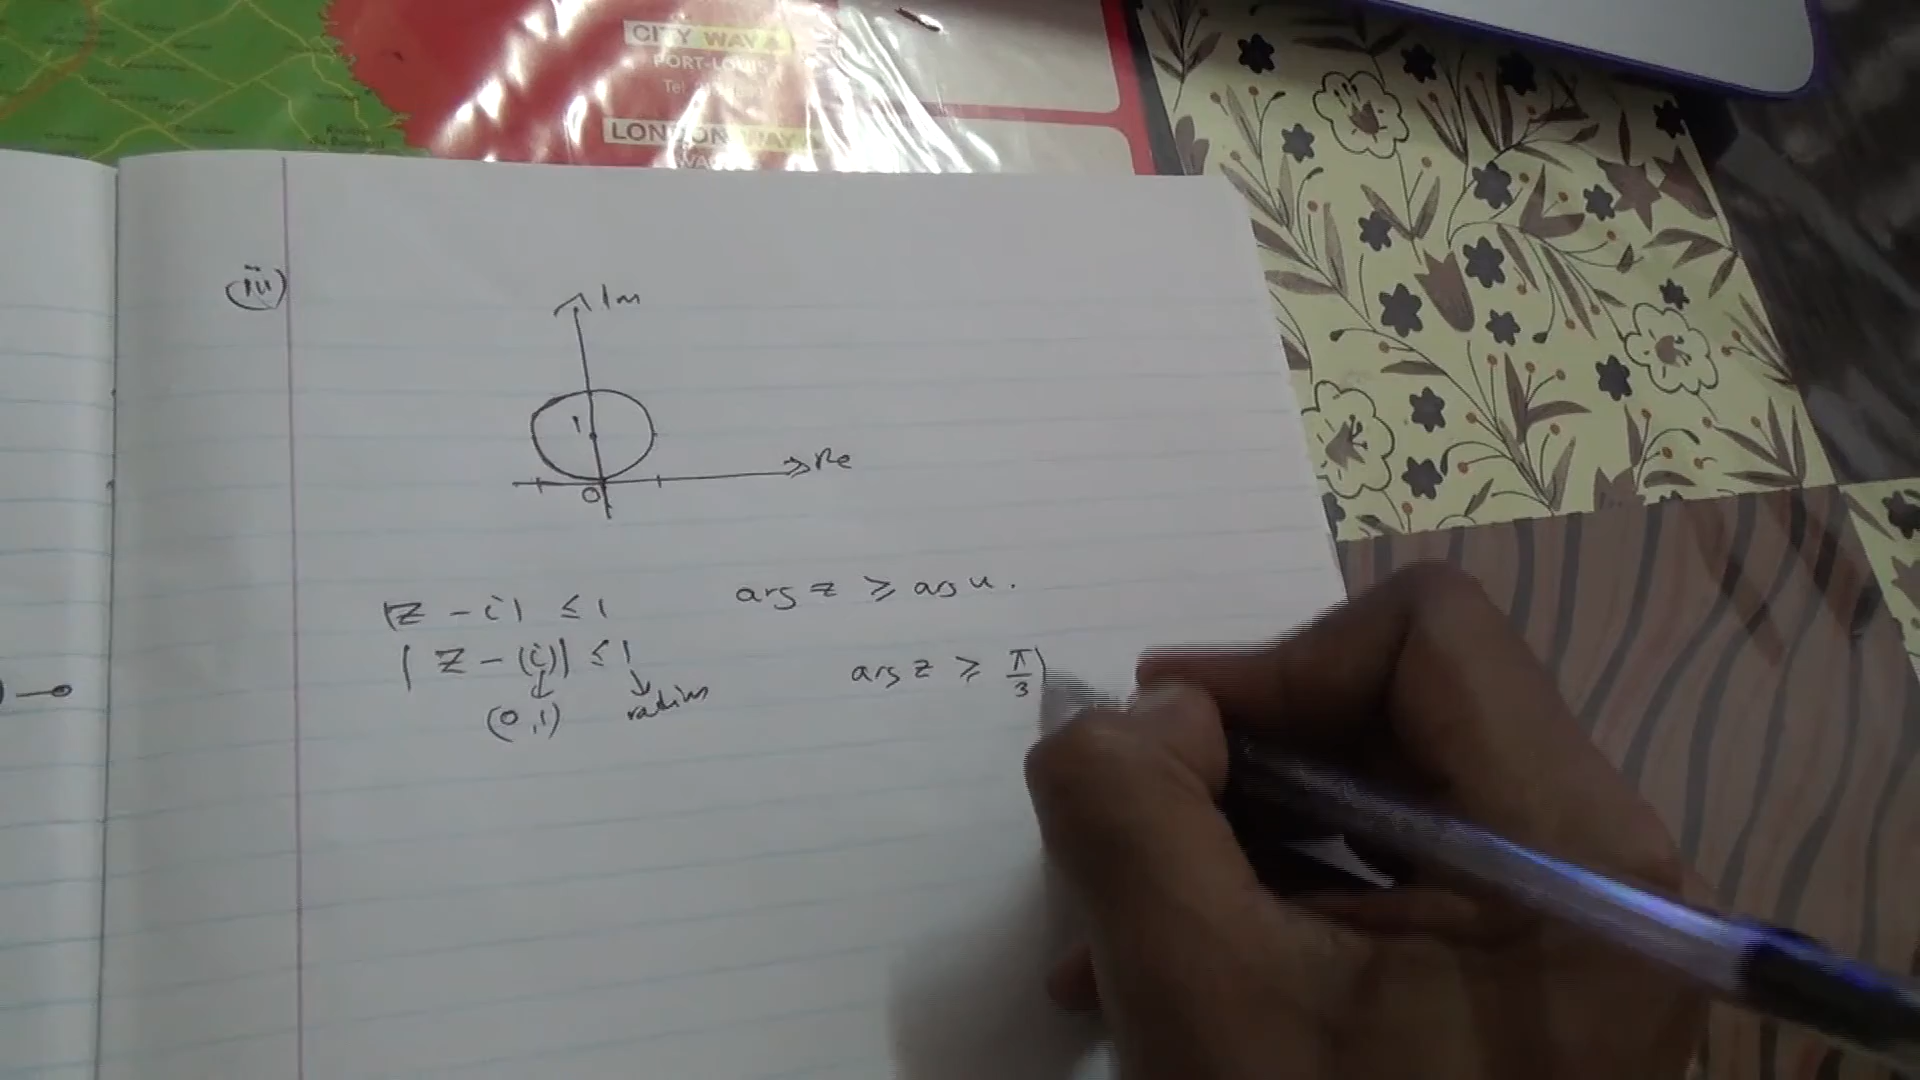 CITY WAY
PORT-LOUIS
Tel
LONDON WAY
(iii)
Im
1
Re
O
|z - i| ≤ 1
arg z ≥ arg u.
| z - (i)| ≤ 1
arg z ≥ π/3
(0,1)
radius